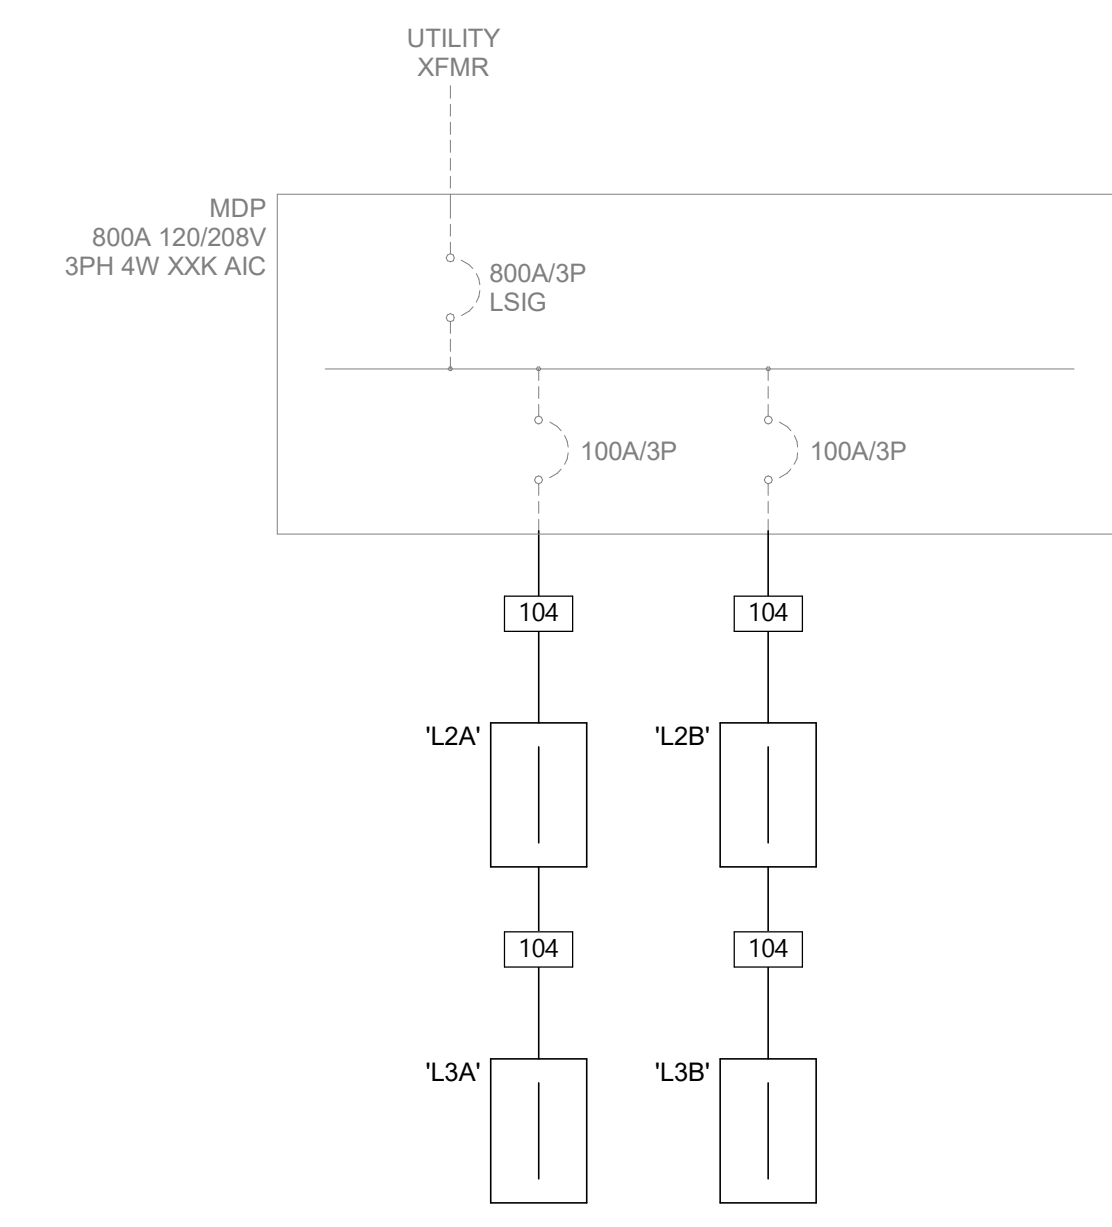 UTILITY
XFMR
MDP
800A 120/208V
3PH 4W XXK AIC
800A/3P
LSIG
100A/3P
100A/3P
104
104
'L2A'
'L2B'
104
104
'L3A'
'L3B'